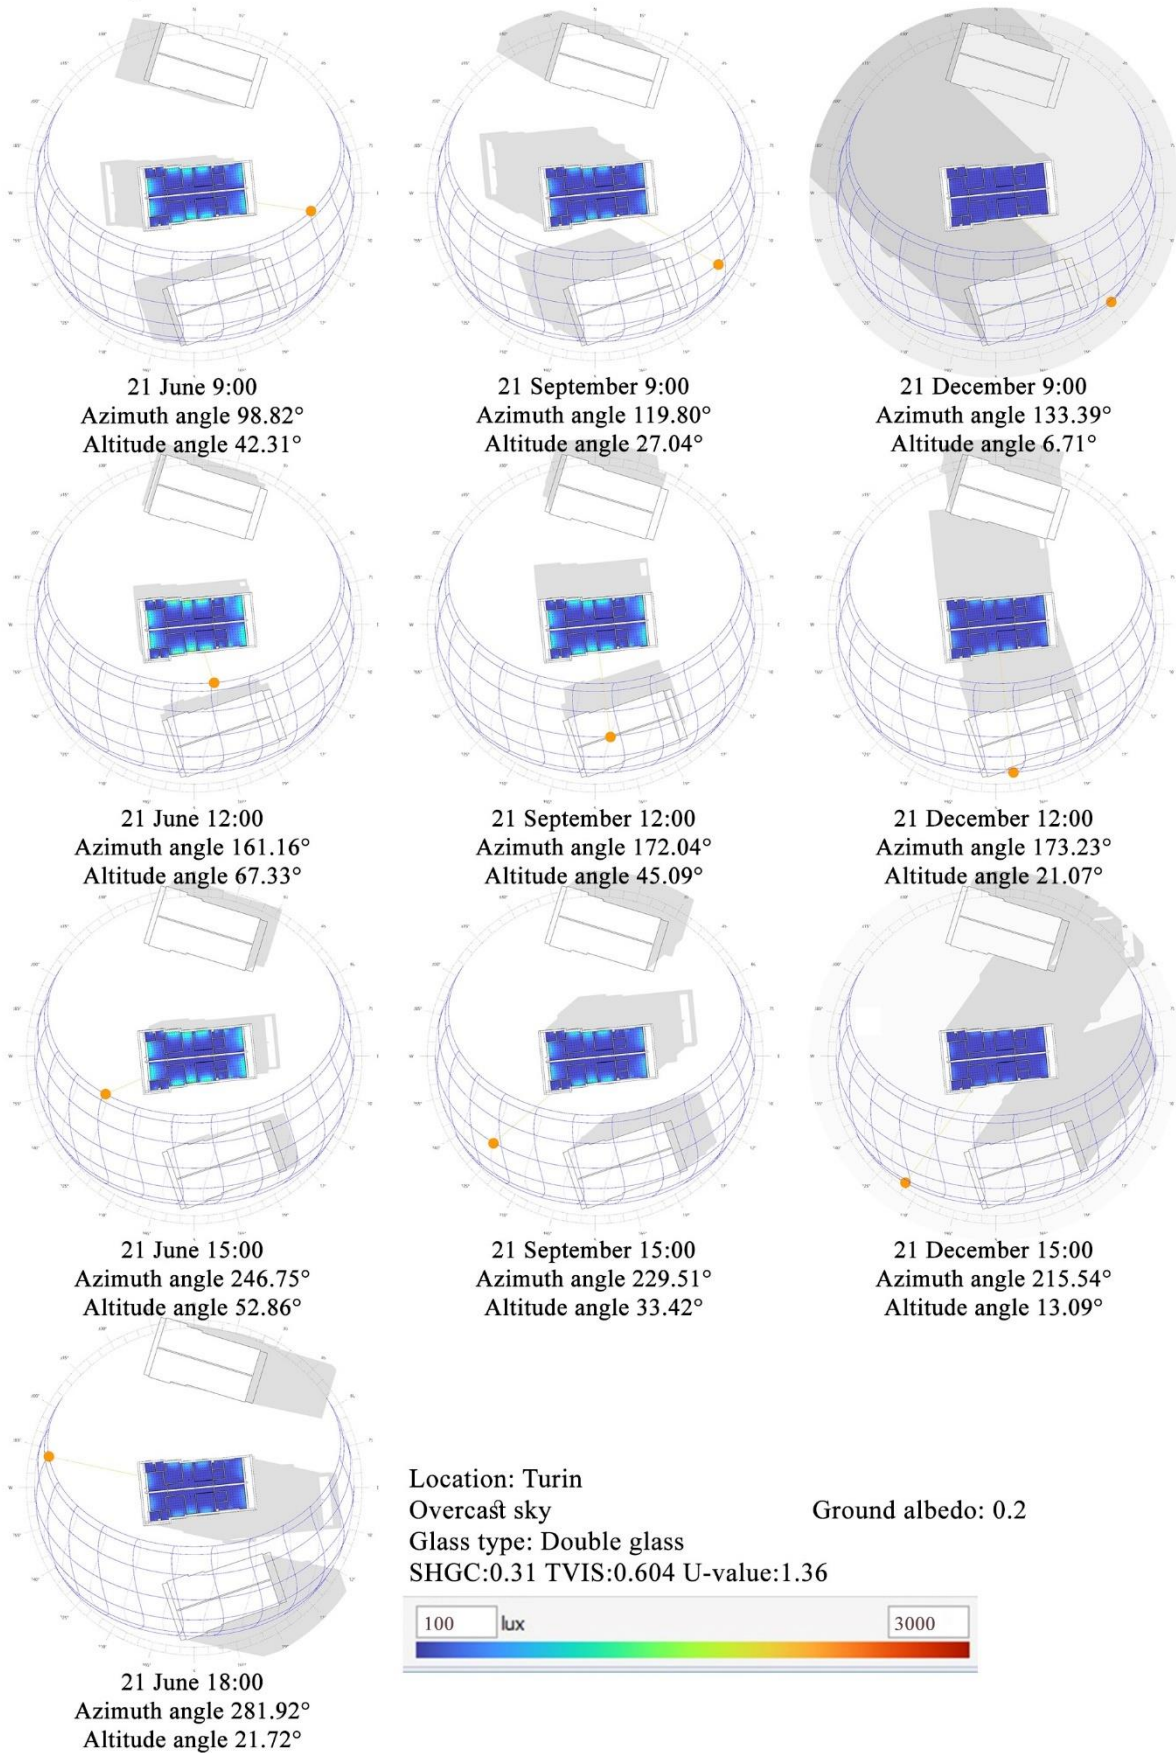 21 June 9:00
Azimuth angle 98.82°
Altitude angle 42.31°
21 September 9:00
Azimuth angle 119.80°
Altitude angle 27.04°
21 December 9:00
Azimuth angle 133.39°
Altitude angle 6.71°
21 June 12:00
Azimuth angle 161.16°
Altitude angle 67.33°
21 September 12:00
Azimuth angle 172.04°
Altitude angle 45.09°
21 December 12:00
Azimuth angle 173.23°
Altitude angle 21.07°
21 June 15:00
Azimuth angle 246.75°
Altitude angle 52.86°
21 September 15:00
Azimuth angle 229.51°
Altitude angle 33.42°
21 December 15:00
Azimuth angle 215.54°
Altitude angle 13.09°
21 June 18:00
Azimuth angle 281.92°
Altitude angle 21.72°
Location: Turin
Overcast sky Ground albedo: 0.2
Glass type: Double glass
SHGC:0.31 TVIS:0.604 U-value:1.36
100 lux 3000